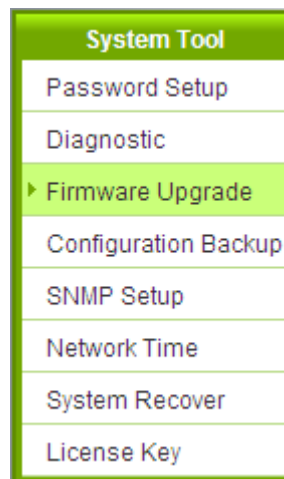 System Tool
Password Setup
Diagnostic
Firmware Upgrade
Configuration Backup
SNMP Setup
Network Time
System Recover
License Key